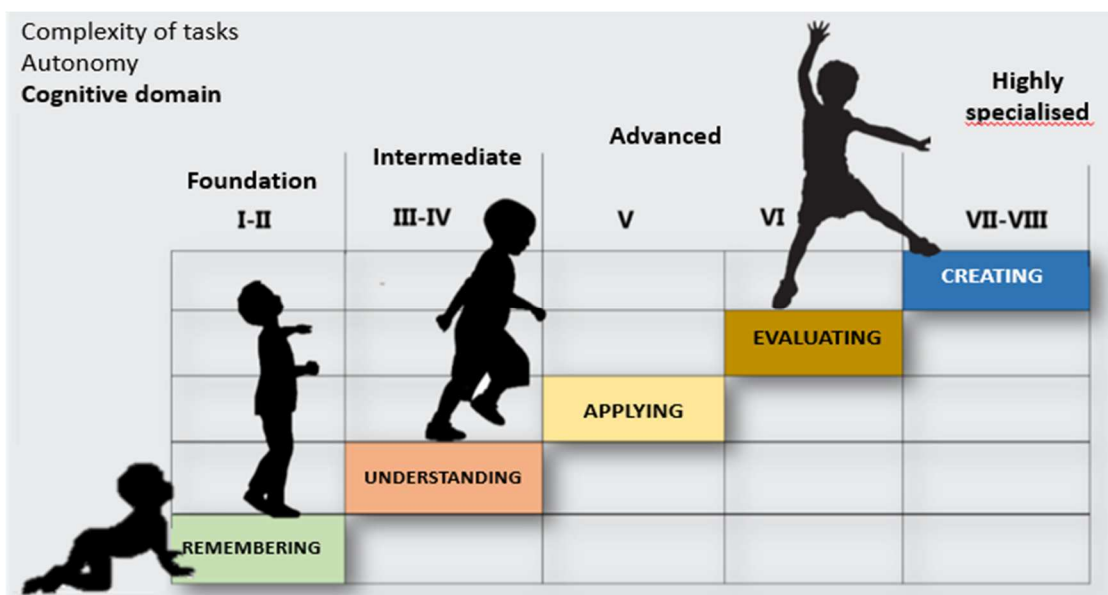 Complexity of tasks
Autonomy
Cognitive domain
Foundation
Intermediate
Advanced
Highly
specialised
I-II
III-IV
V
VI
VII-VIII
CREATING
EVALUATING
APPLYING
UNDERSTANDING
REMEMBERING